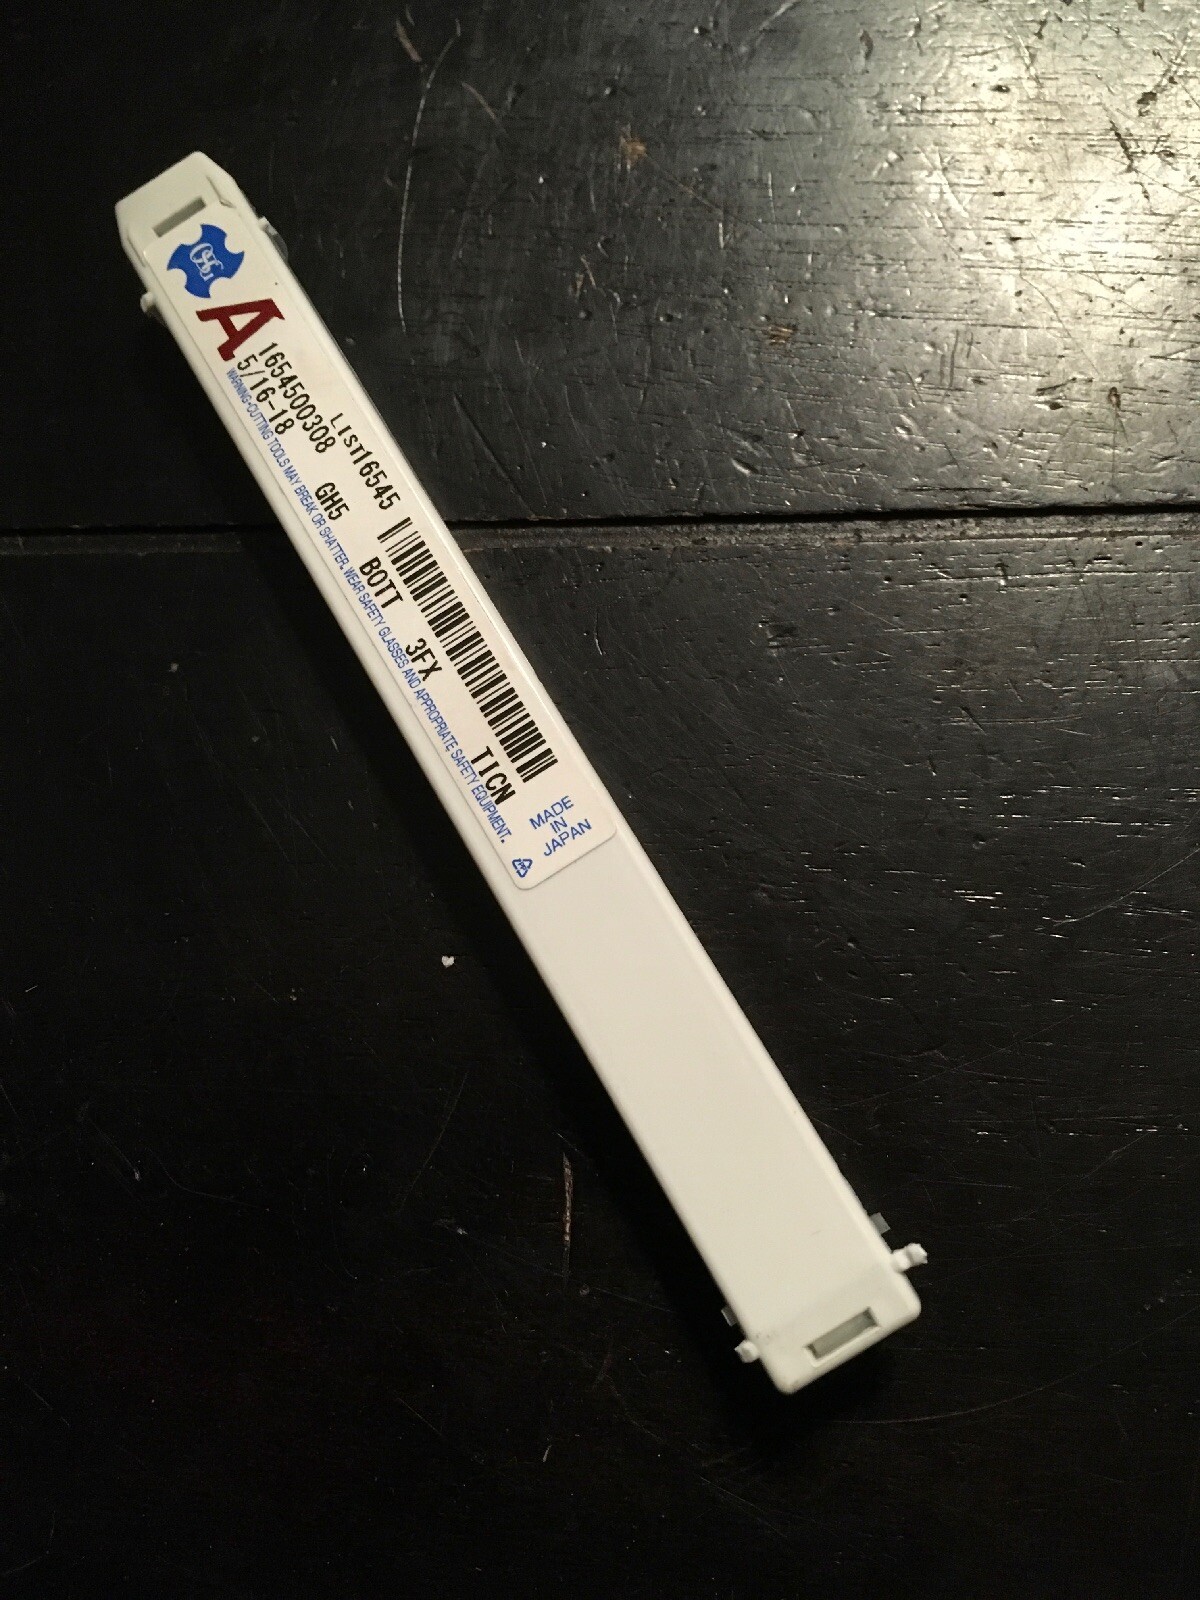 OSG
A
LIST16545
1654500308
5/16-18 GH5 BOTT 3FX TICN
WARNING-CUTTING TOOLS MAY BREAK OR SHATTER. WEAR SAFETY GLASSES AND APPROPRIATE SAFETY EQUIPMENT.
MADE
IN
JAPAN